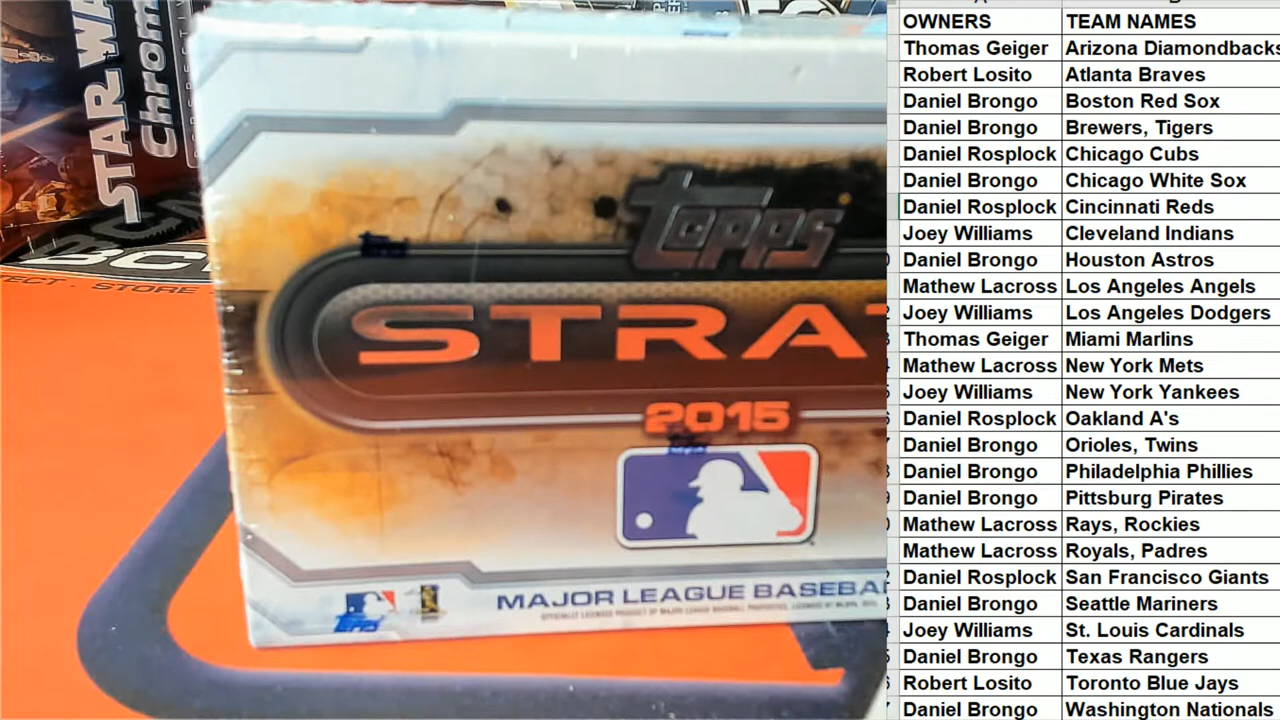 STAR WA
Chrom
BCW
ECT · STORE
TOPPS
STRAT
2015
TOPPS
MAJOR LEAGUE BASEBAL
OWNERS TEAM NAMES
Thomas Geiger Arizona Diamondbacks
Robert Losito Atlanta Braves
Daniel Brongo Boston Red Sox
Daniel Brongo Brewers, Tigers
Daniel Rosplock Chicago Cubs
Daniel Brongo Chicago White Sox
Daniel Rosplock Cincinnati Reds
Joey Williams Cleveland Indians
Daniel Brongo Houston Astros
Mathew Lacross Los Angeles Angels
Joey Williams Los Angeles Dodgers
Thomas Geiger Miami Marlins
Mathew Lacross New York Mets
Joey Williams New York Yankees
Daniel Rosplock Oakland A's
Daniel Brongo Orioles, Twins
Daniel Brongo Philadelphia Phillies
Daniel Brongo Pittsburg Pirates
Mathew Lacross Rays, Rockies
Mathew Lacross Royals, Padres
Daniel Rosplock San Francisco Giants
Daniel Brongo Seattle Mariners
Joey Williams St. Louis Cardinals
Daniel Brongo Texas Rangers
Robert Losito Toronto Blue Jays
Daniel Brongo Washington Nationals